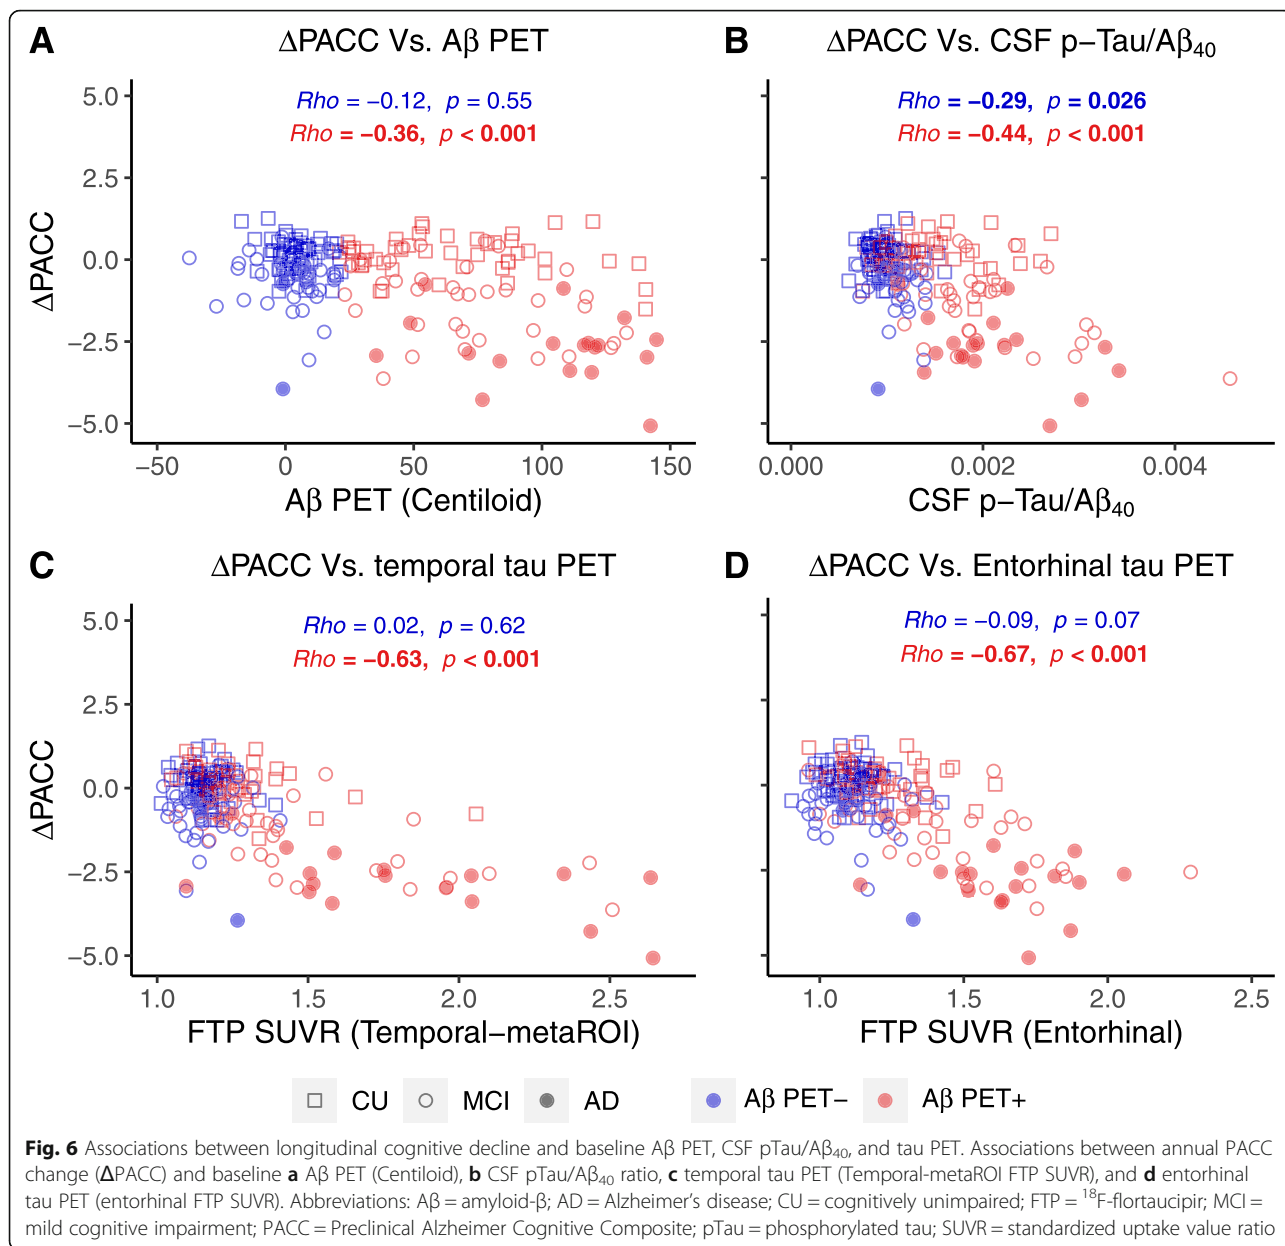 A
ΔPACC Vs. Aβ PET
Rho = −0.12, p = 0.55
Rho = −0.36, p < 0.001
5.0
2.5
0.0
−2.5
−5.0
ΔPACC
−50 0 50 100 150
Aβ PET (Centiloid)
B
ΔPACC Vs. CSF p−Tau/Aβ40
Rho = −0.29, p = 0.026
Rho = −0.44, p < 0.001
0.000 0.002 0.004
CSF p−Tau/Aβ40
C
ΔPACC Vs. temporal tau PET
Rho = 0.02, p = 0.62
Rho = −0.63, p < 0.001
5.0
2.5
0.0
−2.5
−5.0
ΔPACC
1.0 1.5 2.0 2.5
FTP SUVR (Temporal−metaROI)
D
ΔPACC Vs. Entorhinal tau PET
Rho = −0.09, p = 0.07
Rho = −0.67, p < 0.001
1.0 1.5 2.0 2.5
FTP SUVR (Entorhinal)
CU MCI AD Aβ PET− Aβ PET+
Fig. 6 Associations between longitudinal cognitive decline and baseline Aβ PET, CSF pTau/Aβ40, and tau PET. Associations between annual PACC
change (ΔPACC) and baseline a Aβ PET (Centiloid), b CSF pTau/Aβ40 ratio, c temporal tau PET (Temporal-metaROI FTP SUVR), and d entorhinal
tau PET (entorhinal FTP SUVR). Abbreviations: Aβ = amyloid-β; AD = Alzheimer's disease; CU = cognitively unimpaired; FTP = 18F-flortaucipir; MCI =
mild cognitive impairment; PACC = Preclinical Alzheimer Cognitive Composite; pTau = phosphorylated tau; SUVR = standardized uptake value ratio